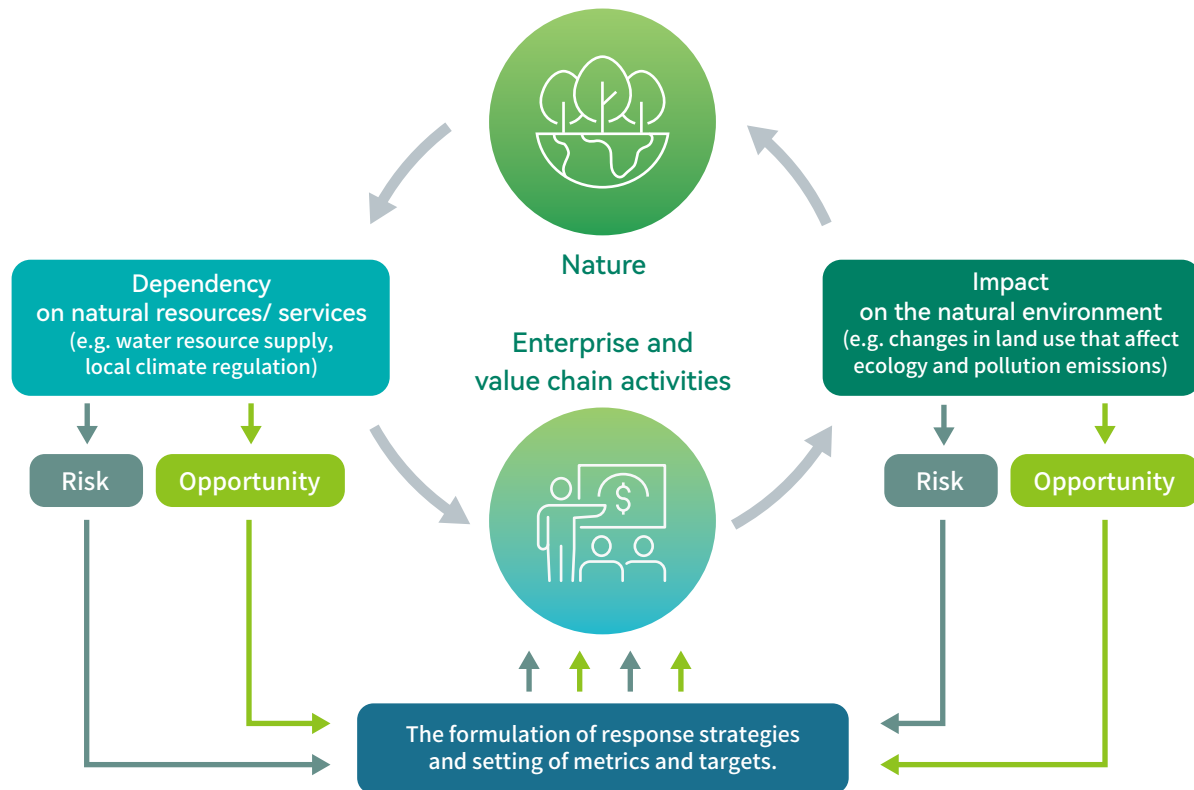 Nature
Dependency
on natural resources/ services
(e.g. water resource supply,
local climate regulation)
Impact
on the natural environment
(e.g. changes in land use that affect
ecology and pollution emissions)
Enterprise and
value chain activities
$
Risk
Opportunity
Risk
Opportunity
The formulation of response strategies
and setting of metrics and targets.